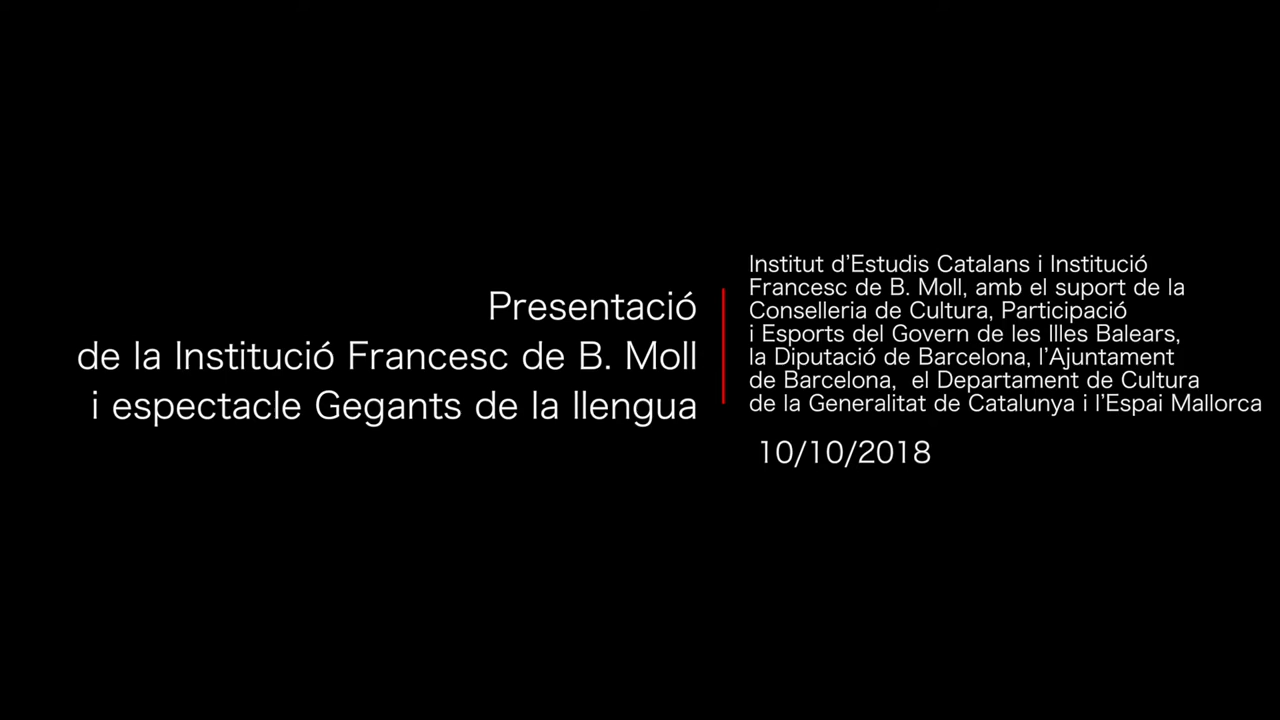 Presentació
de la Institució Francesc de B. Moll
i espectacle Gegants de la llengua
Institut d'Estudis Catalans i Institució
Francesc de B. Moll, amb el suport de la
Conselleria de Cultura, Participació
i Esports del Govern de les Illes Balears,
la Diputació de Barcelona, l'Ajuntament
de Barcelona,  el Departament de Cultura
de la Generalitat de Catalunya i l'Espai Mallorca
10/10/2018